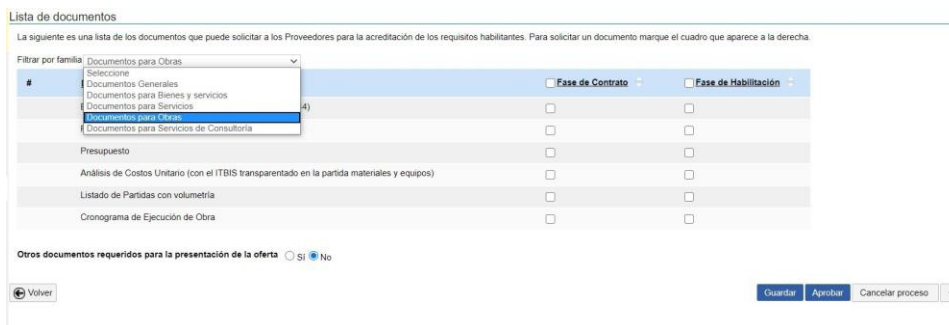 Lista de documentos
La siguiente es una lista de los documentos que puede solicitar a los Proveedores para la acreditación de los requisitos habilitantes. Para solicitar un documento marque el cuadro que aparece a la derecha.
Filtrar por familia Documentos para Obras
Seleccione
# Documentos Generales Fase de Contrato Fase de Habilitación
Documentos para Bienes y servicios
Documentos para Servicios 4)
Documentos para Obras
Documentos para Servicios de Consultoría
Presupuesto
Análisis de Costos Unitario (con el ITBIS transparentado en la partida materiales y equipos)
Listado de Partidas con volumetría
Cronograma de Ejecución de Obra
Otros documentos requeridos para la presentación de la oferta Sí No
Volver Guardar Aprobar Cancelar proceso